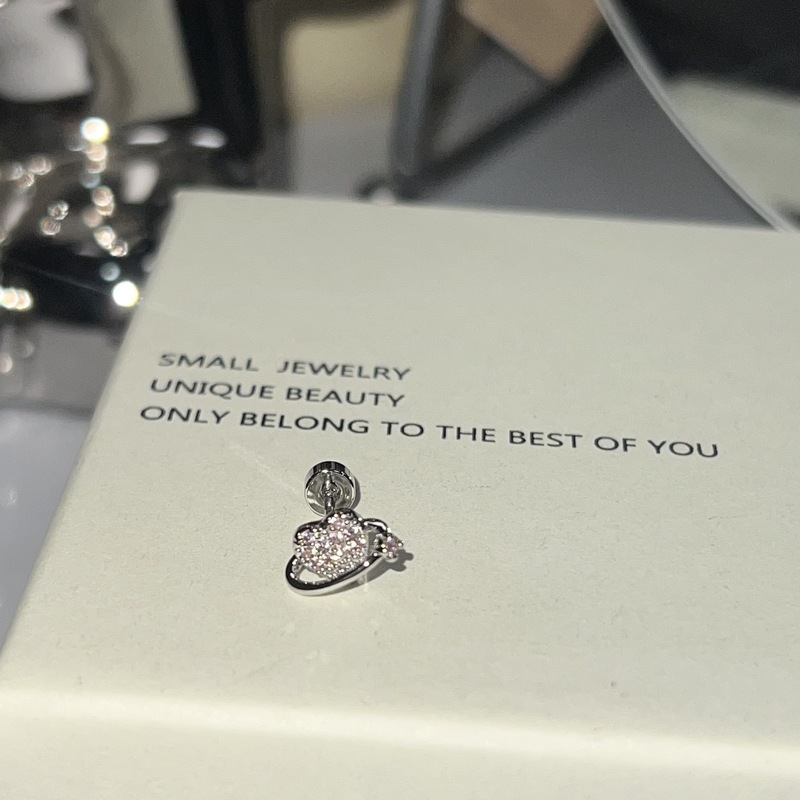 SMALL JEWELRY
UNIQUE BEAUTY
ONLY BELONG TO THE BEST OF YOU